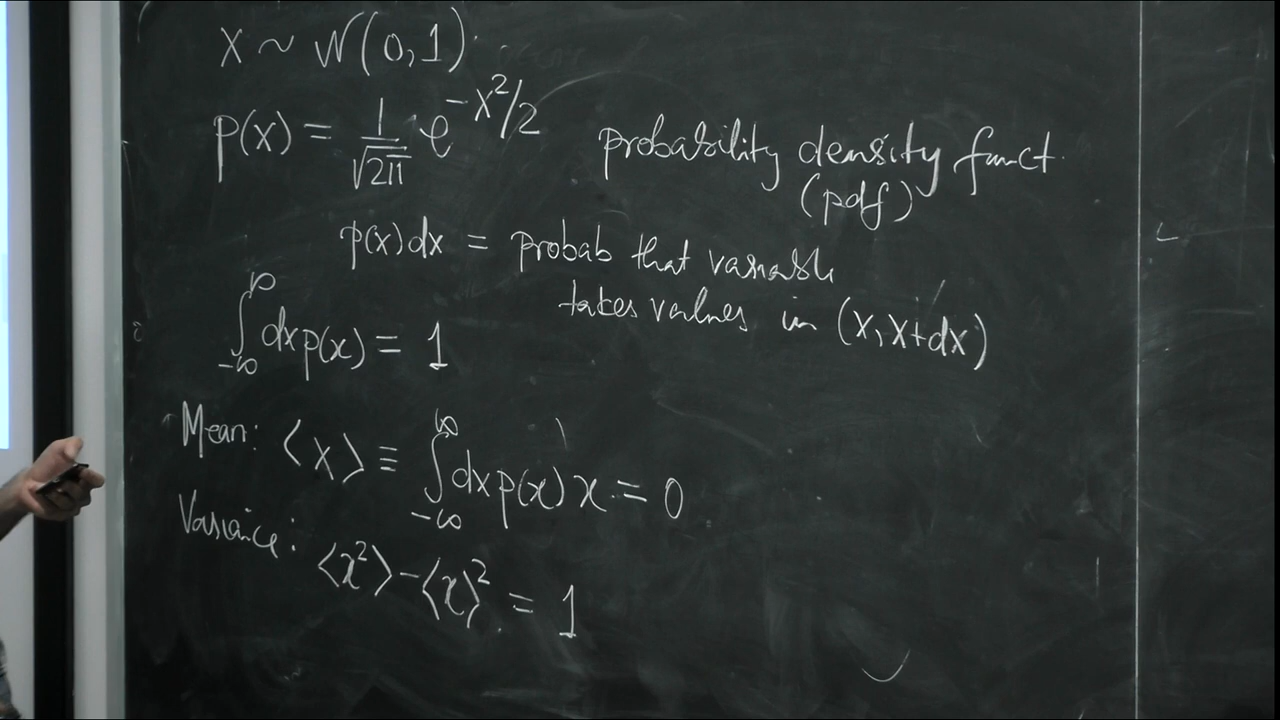 x ~ N(0,1)
p(x) = 1/√2π e^{-x²/2} probability density funct.
(pdf)
p(x)dx = probab that variable
takes values in (x, x+dx)
∫_{-∞}^{∞} dx p(x) = 1
Mean: ⟨x⟩ ≡ ∫_{-∞}^{∞} dx p(x) x = 0
Variance: ⟨x²⟩ - ⟨x⟩² = 1